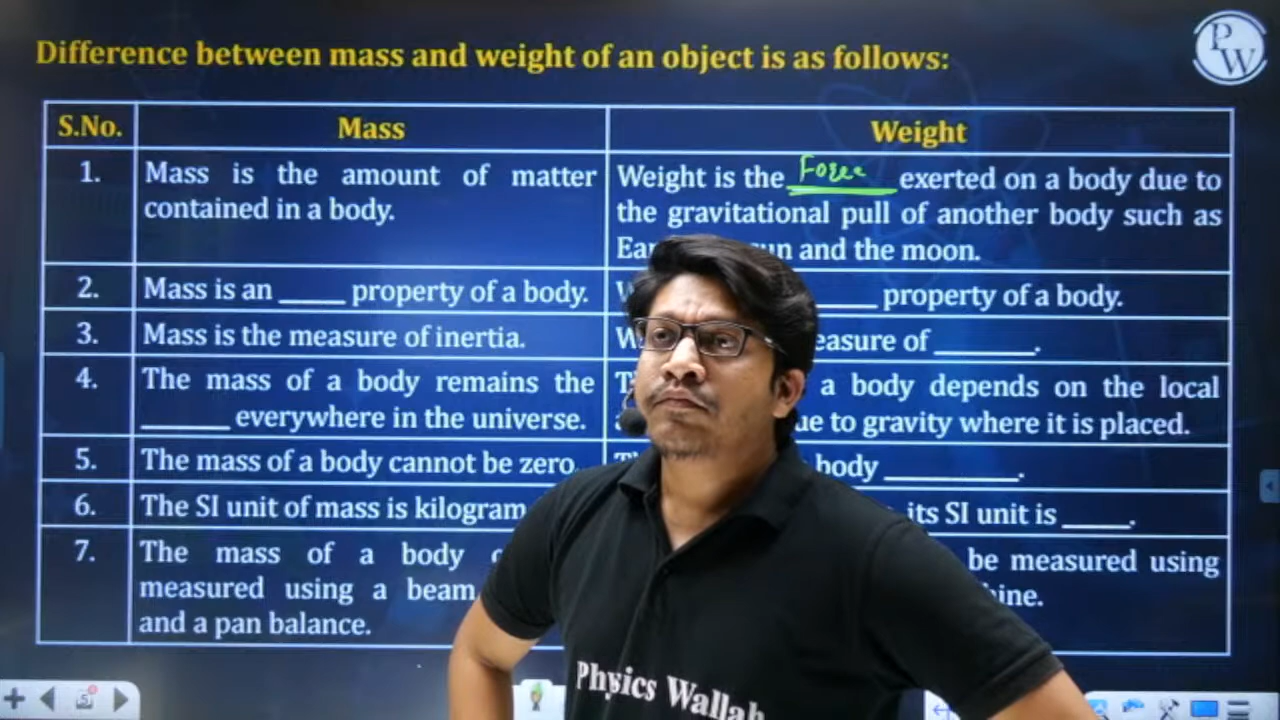 Difference between mass and weight of an object is as follows:
PW
S.No. Mass Weight
1. Mass is the amount of matter
contained in a body.
Weight is the Force exerted on a body due to
the gravitational pull of another body such as
and the moon.
2. Mass is an _____ property of a body.
_____ property of a body.
3. Mass is the measure of inertia.
of _______.
4. The mass of a body remains the
_______ everywhere in the universe.
a body depends on the local
to gravity where it is placed.
5. The mass of a body cannot be zero.
body _________.
6. The SI unit of mass is kilogram
its SI unit is _____.
7. The mass of a body
measured using a beam
and a pan balance.
be measured using
Physics Wallah
5